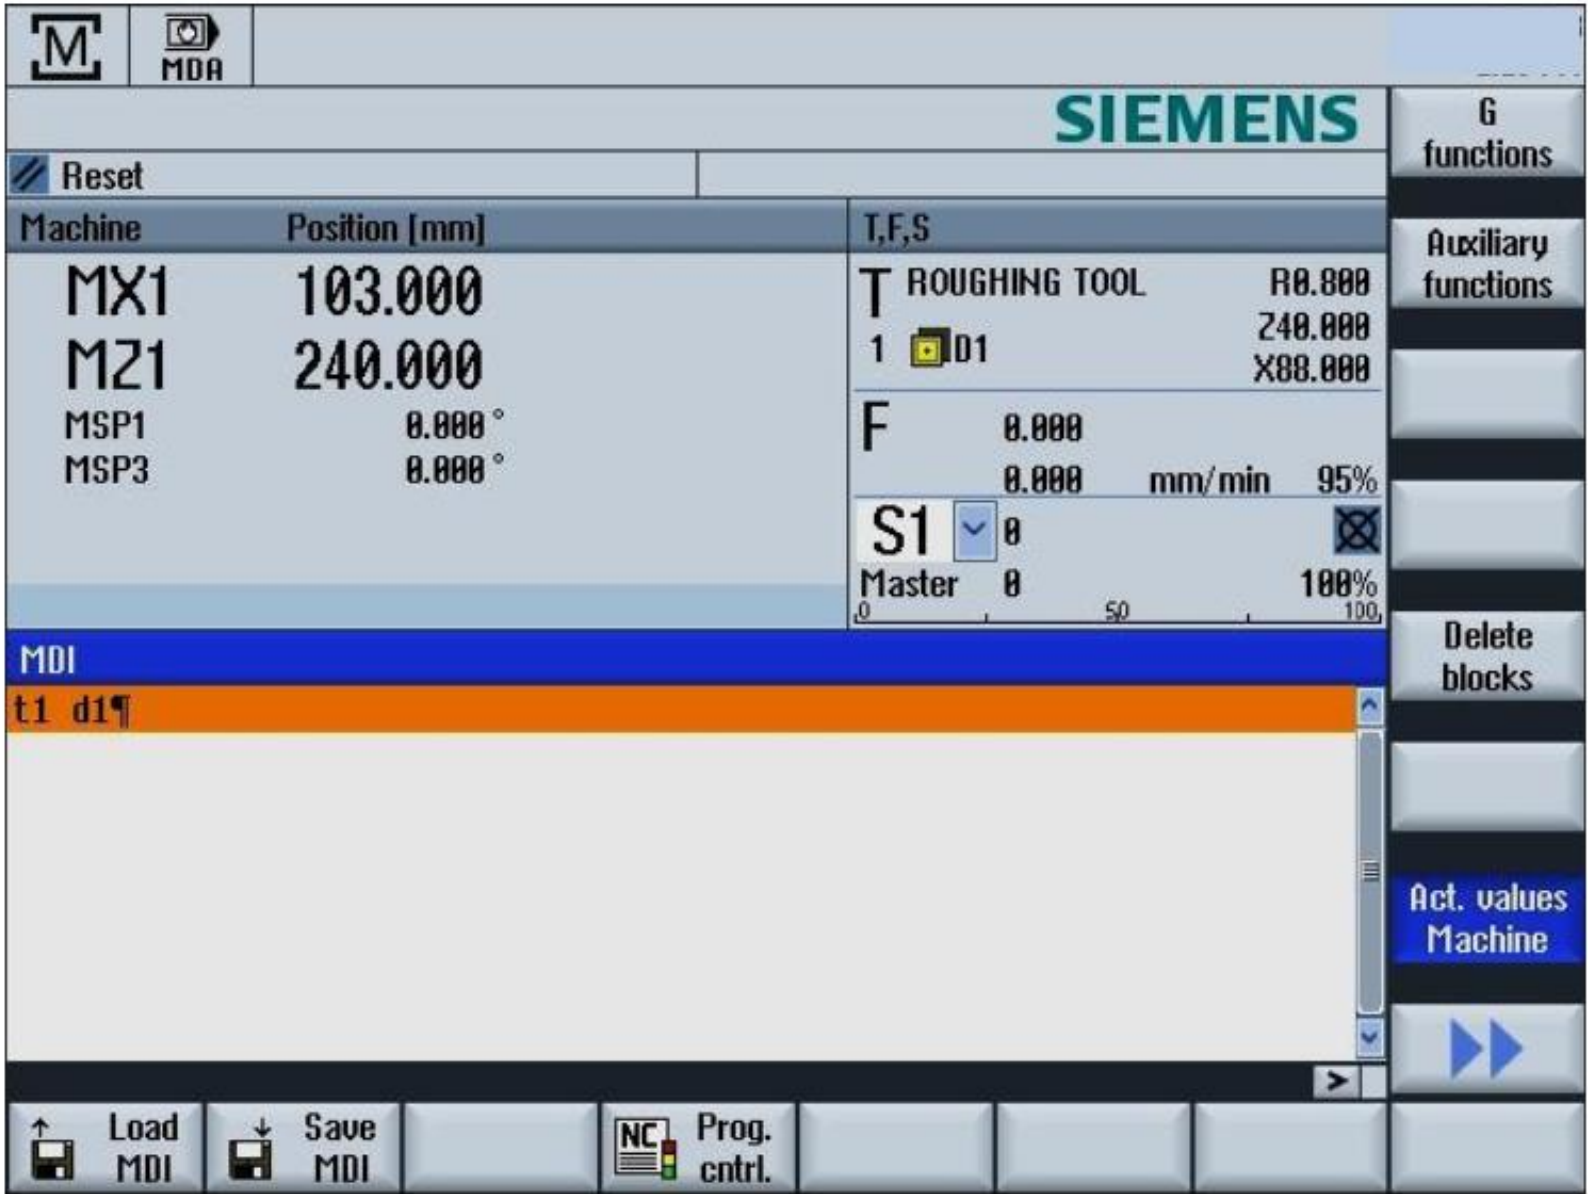 M
MDA
SIEMENS
G
functions
Reset
Machine Position [mm]
T,F,S
Auxiliary
functions
MX1 103.000
MZ1 240.000
MSP1 0.000°
MSP3 0.000°
T ROUGHING TOOL R0.800
1 D1 Z40.000
X88.000
F 0.000
0.000 mm/min 95%
S1 0
Master 0 100%
0 50 100
Delete
blocks
MDI
t1 d1¶
Act. values
Machine
>
Load
MDI
Save
MDI
NC
Prog.
cntrl.